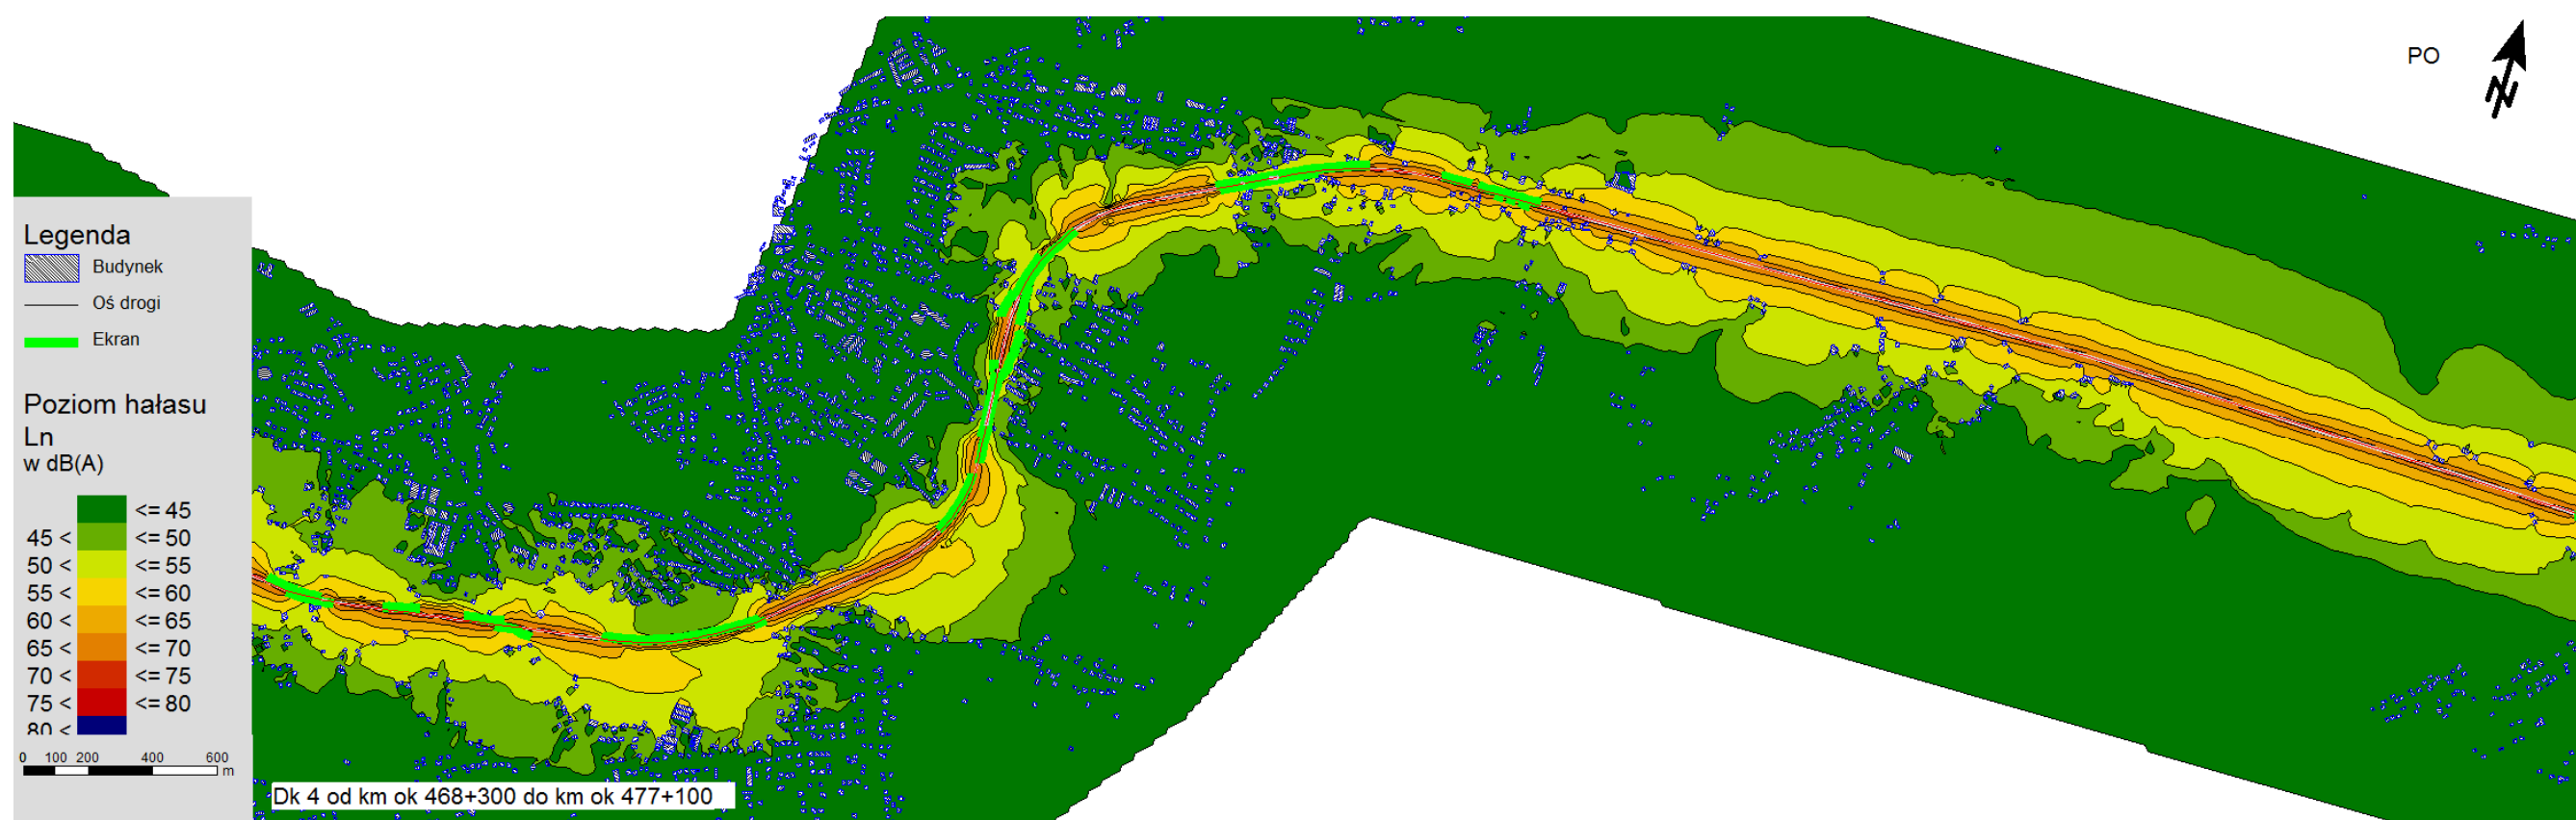 PO
N
Legenda
Budynek
Oś drogi
Ekran
Poziom hałasu
Ln
w dB(A)
<= 45
45 < <= 50
50 < <= 55
55 < <= 60
60 < <= 65
65 < <= 70
70 < <= 75
75 < <= 80
80 <
0 100 200 400 600
m
Dk 4 od km ok 468+300 do km ok 477+100